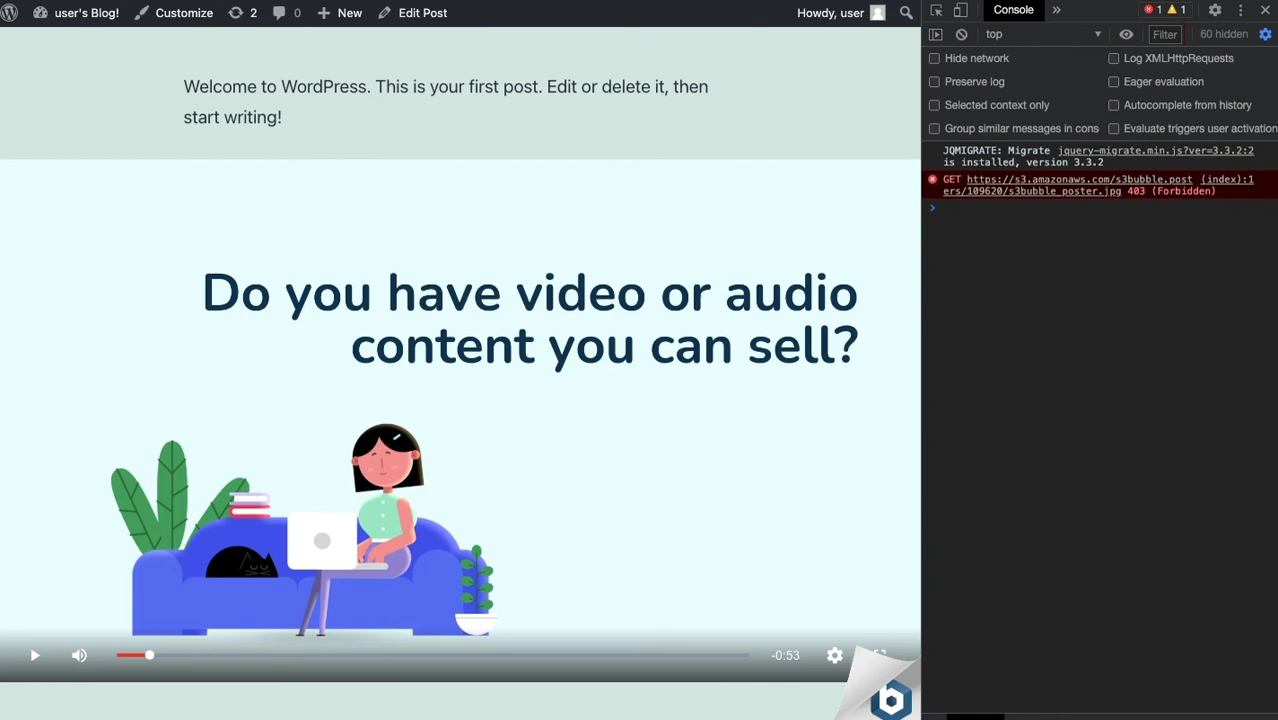 user's Blog! Customize 2 0 New Edit Post Howdy, user
Welcome to WordPress. This is your first post. Edit or delete it, then
start writing!
Do you have video or audio
content you can sell?
-0:53
b
Console » 1 1
top Filter 60 hidden
Hide network Log XMLHttpRequests
Preserve log Eager evaluation
Selected context only Autocomplete from history
Group similar messages in cons Evaluate triggers user activation
JQMIGRATE: Migrate jquery-migrate.min.js?ver=3.3.2:2
is installed, version 3.3.2
GET https://s3.amazonaws.com/s3bubble.post (index):1
ers/109620/s3bubble_poster.jpg 403 (Forbidden)